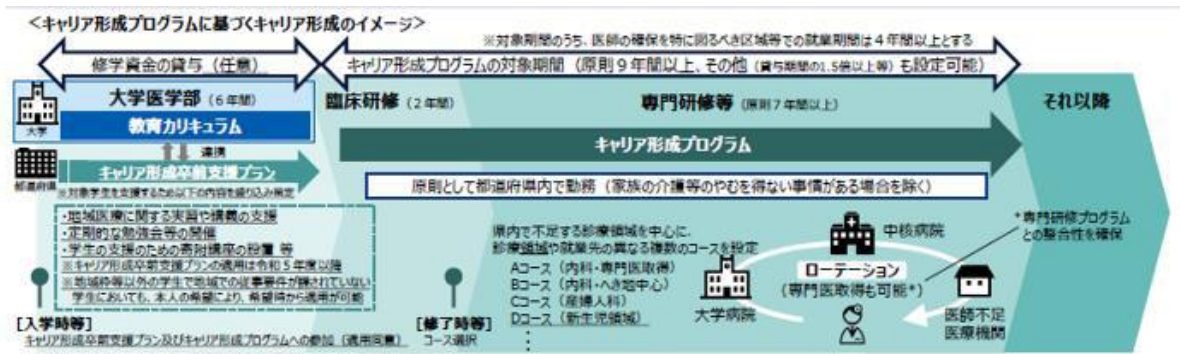 ＜キャリア形成プログラムに基づくキャリア形成のイメージ＞
※対象期間のうち、医師の確保を特に図るべき区域等での就業期間は４年間以上とする
修学資金の貸与（任意）
キャリア形成プログラムの対象期間（原則９年間以上、その他（貸与期間の1.5倍以上等）も設定可能）
大学医学部（６年間）
臨床研修（２年間）
専門研修等（原則７年間以上）
それ以降
大学
教育カリキュラム
連携
キャリア形成プログラム
都道府県
キャリア形成卒前支援プラン
※対象学生を支援するため以下の内容を盛り込み策定
原則として都道府県内で勤務（家族の介護等のやむを得ない事情がある場合を除く）
・地域医療に関する実習や講義の支援
・定期的な勉強会等の開催
・学生の支援のための寄附講座の設置 等
※キャリア形成卒前支援プランの適用は令和５年度以降
※地域枠等以外の学生で地域での従事要件が課されていない
学生においても、本人の希望により、希望時から適用が可能
県内で不足する診療領域を中心に、
診療領域や就業先の異なる複数のコースを設定
Aコース（内科・専門医取得）
Bコース（内科・へき地中心）
Cコース（産婦人科）
Dコース（新生児領域）
：
中核病院
*専門研修プログラム
との整合性を確保
ローテーション
（専門医取得も可能*）
大学病院
医師不足
医療機関
[入学時等]
キャリア形成卒前支援プラン及びキャリア形成プログラムへの参加（適用同意）
[修了時等]
コース選択